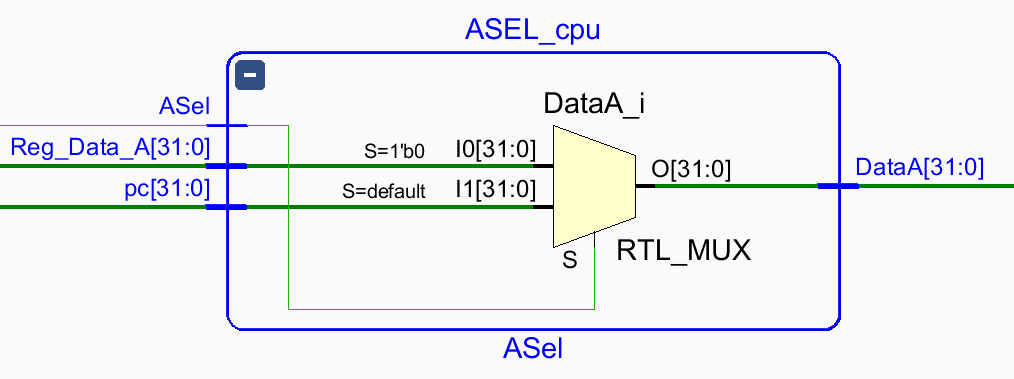 ASEL_cpu
ASel
DataA_i
Reg_Data_A[31:0]
S=1'b0
I0[31:0]
O[31:0]
DataA[31:0]
pc[31:0]
S=default
I1[31:0]
S
RTL_MUX
ASel